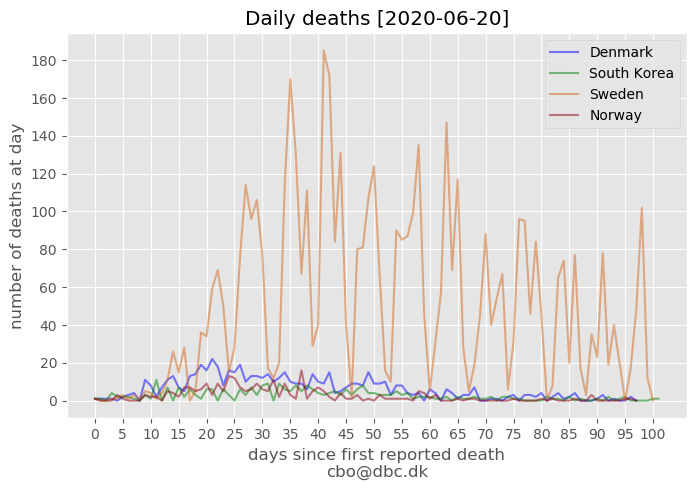 Daily deaths [2020-06-20]
number of deaths at day
180
160
140
120
100
80
60
40
20
0
Denmark
South Korea
Sweden
Norway
0 5 10 15 20 25 30 35 40 45 50 55 60 65 70 75 80 85 90 95 100
days since first reported death
cbo@dbc.dk